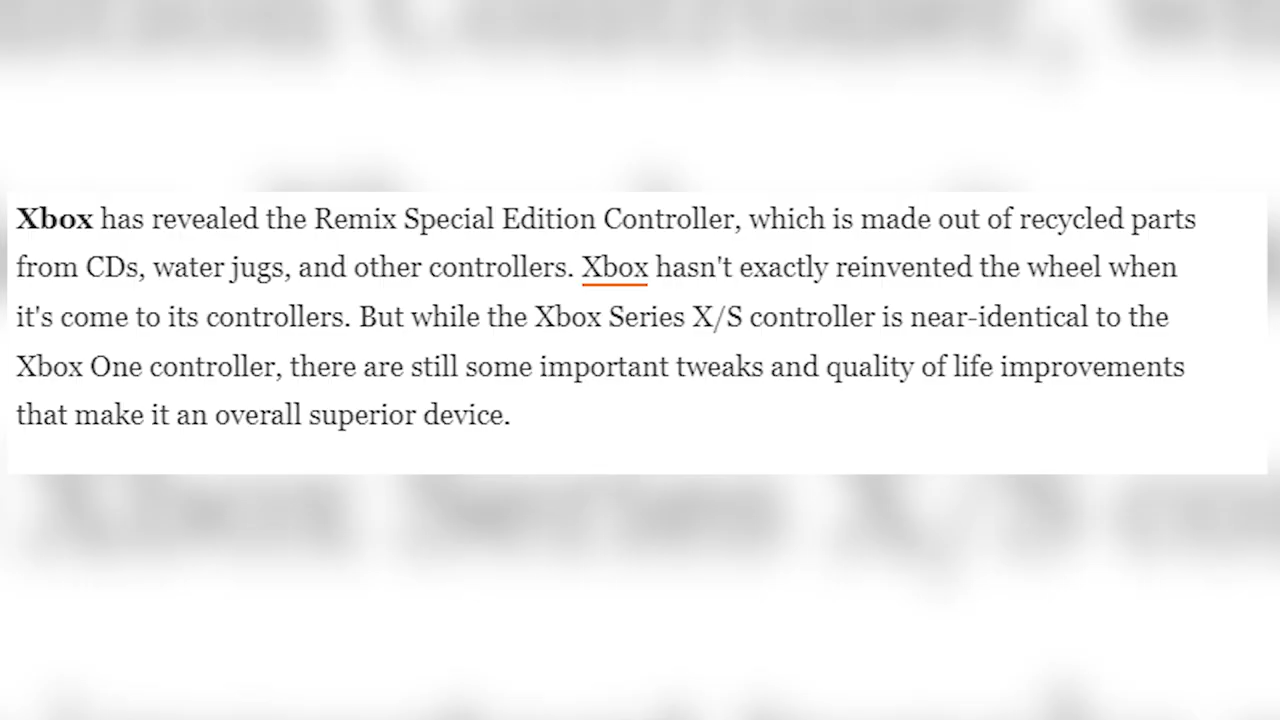 Xbox has revealed the Remix Special Edition Controller, which is made out of recycled parts
from CDs, water jugs, and other controllers. Xbox hasn't exactly reinvented the wheel when
it's come to its controllers. But while the Xbox Series X/S controller is near-identical to the
Xbox One controller, there are still some important tweaks and quality of life improvements
that make it an overall superior device.